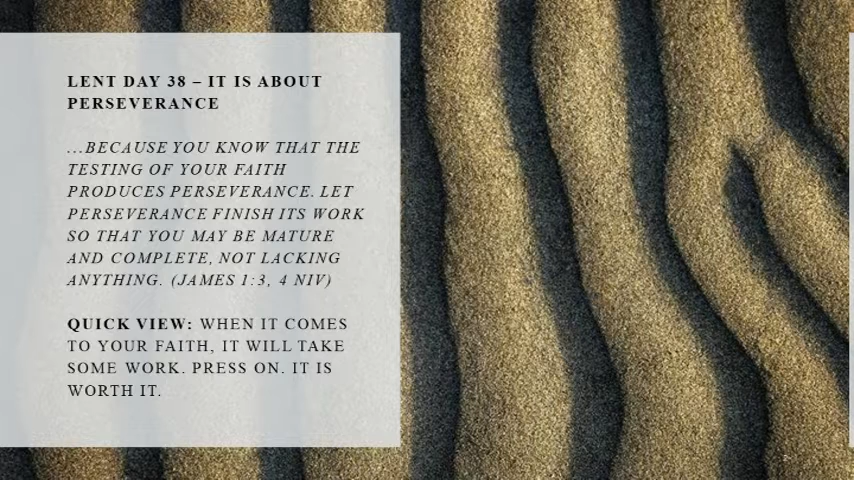 LENT DAY 38 – IT IS ABOUT
PERSEVERANCE
...BECAUSE YOU KNOW THAT THE
TESTING OF YOUR FAITH
PRODUCES PERSEVERANCE. LET
PERSEVERANCE FINISH ITS WORK
SO THAT YOU MAY BE MATURE
AND COMPLETE, NOT LACKING
ANYTHING. (JAMES 1:3, 4 NIV)
QUICK VIEW: WHEN IT COMES
TO YOUR FAITH, IT WILL TAKE
SOME WORK. PRESS ON. IT IS
WORTH IT.